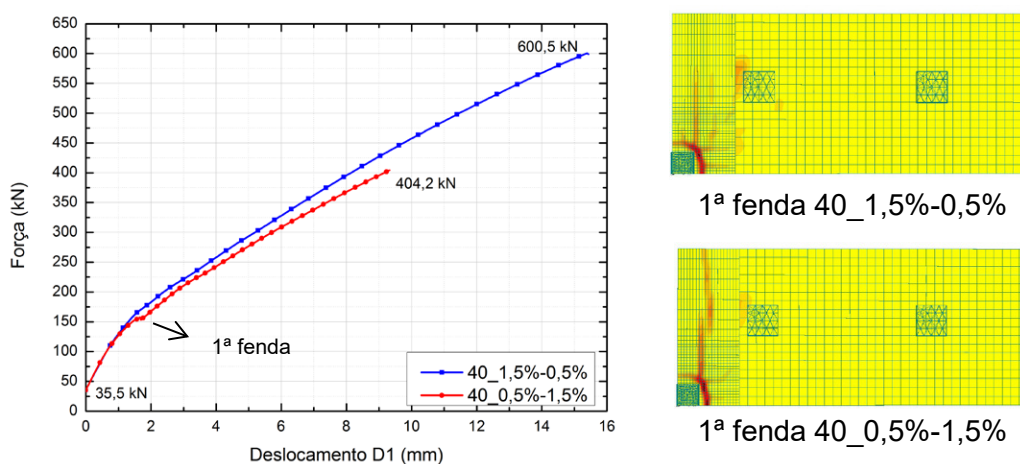 Força (kN)
600
550
500
450
400
350
300
250
200
150
100
50
0
600,5 kN
404,2 kN
1ª fenda
35,5 kN
40_1,5%-0,5%
40_0,5%-1,5%
0 2 4 6 8 10 12 14 16
Deslocamento D1 (mm)
1ª fenda 40_1,5%-0,5%
1ª fenda 40_0,5%-1,5%